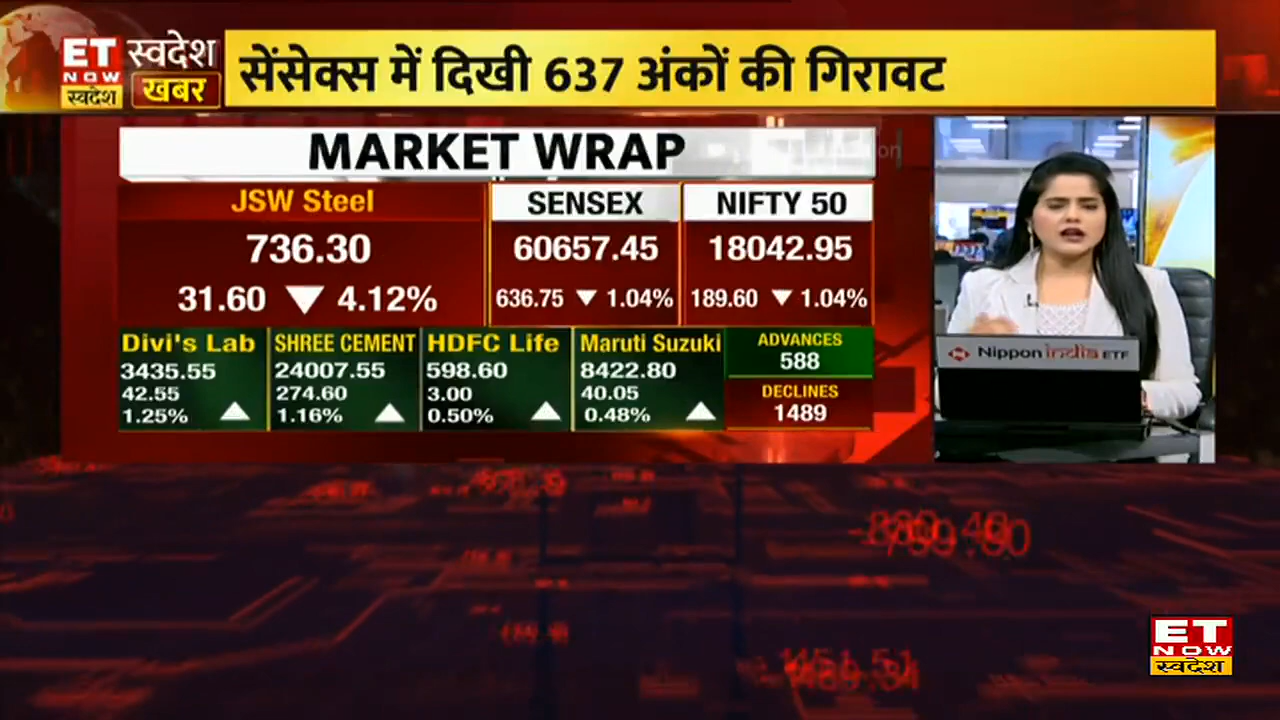 ET
NOW
स्वदेश
स्वदेश
खबर
सेंसेक्स में दिखी 637 अंकों की गिरावट
MARKET WRAP
JSW Steel
736.30
31.60 ▼ 4.12%
SENSEX
60657.45
636.75 ▼ 1.04%
NIFTY 50
18042.95
189.60 ▼ 1.04%
Divi's Lab
3435.55
42.55
1.25% ▲
SHREE CEMENT
24007.55
274.60
1.16% ▲
HDFC Life
598.60
3.00
0.50% ▲
Maruti Suzuki
8422.80
40.05
0.48% ▲
ADVANCES
588
DECLINES
1489
Nippon india ETF
ET
NOW
स्वदेश